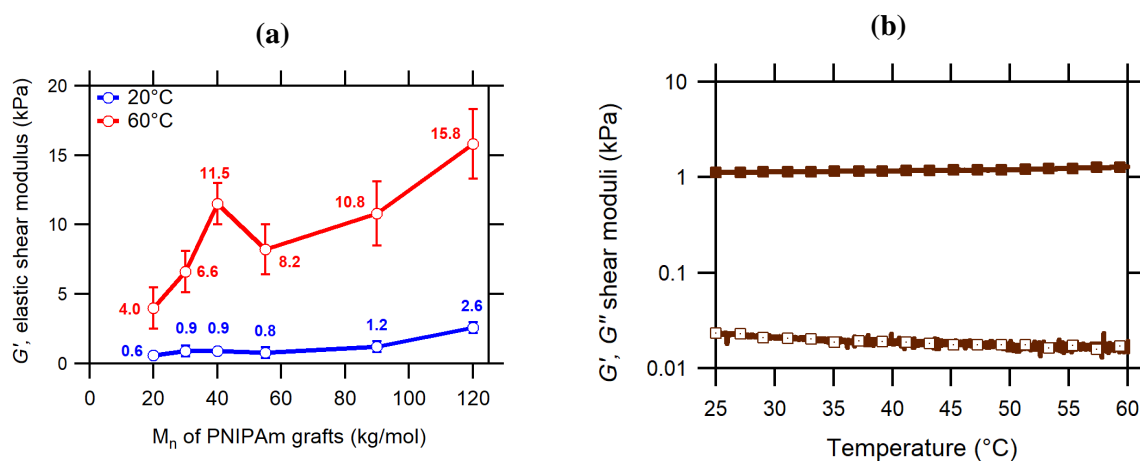 (a)
G', elastic shear modulus (kPa)
20
15
10
5
0
20°C
60°C
4.0
6.6
11.5
8.2
10.8
15.8
0.6
0.9
0.9
0.8
1.2
2.6
0 20 40 60 80 100 120
Mn of PNIPAm grafts (kg/mol)
(b)
G', G" shear moduli (kPa)
10
1
0.1
0.01
25 30 35 40 45 50 55 60
Temperature (°C)